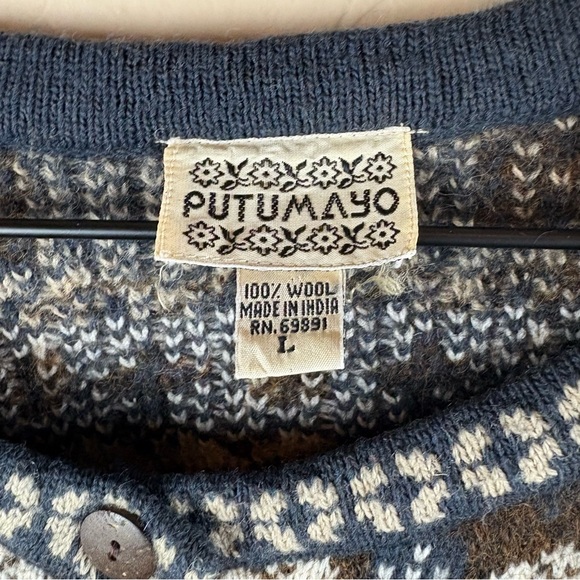 PUTUMAYO
100% WOOL
MADE IN INDIA
RN. 69891
L